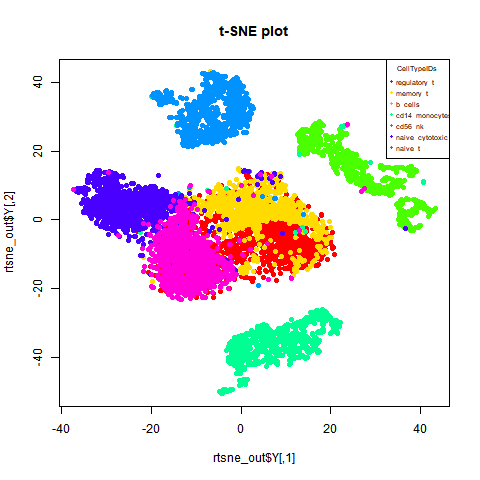 t-SNE plot
CellTypeIDs
regulatory t
memory t
b cells
cd14 monocytes
cd56 nk
naive cytotoxic
naive t
40
20
0
-20
-40
rtsne_out$Y[,2]
-40 -20 0 20 40
rtsne_out$Y[,1]